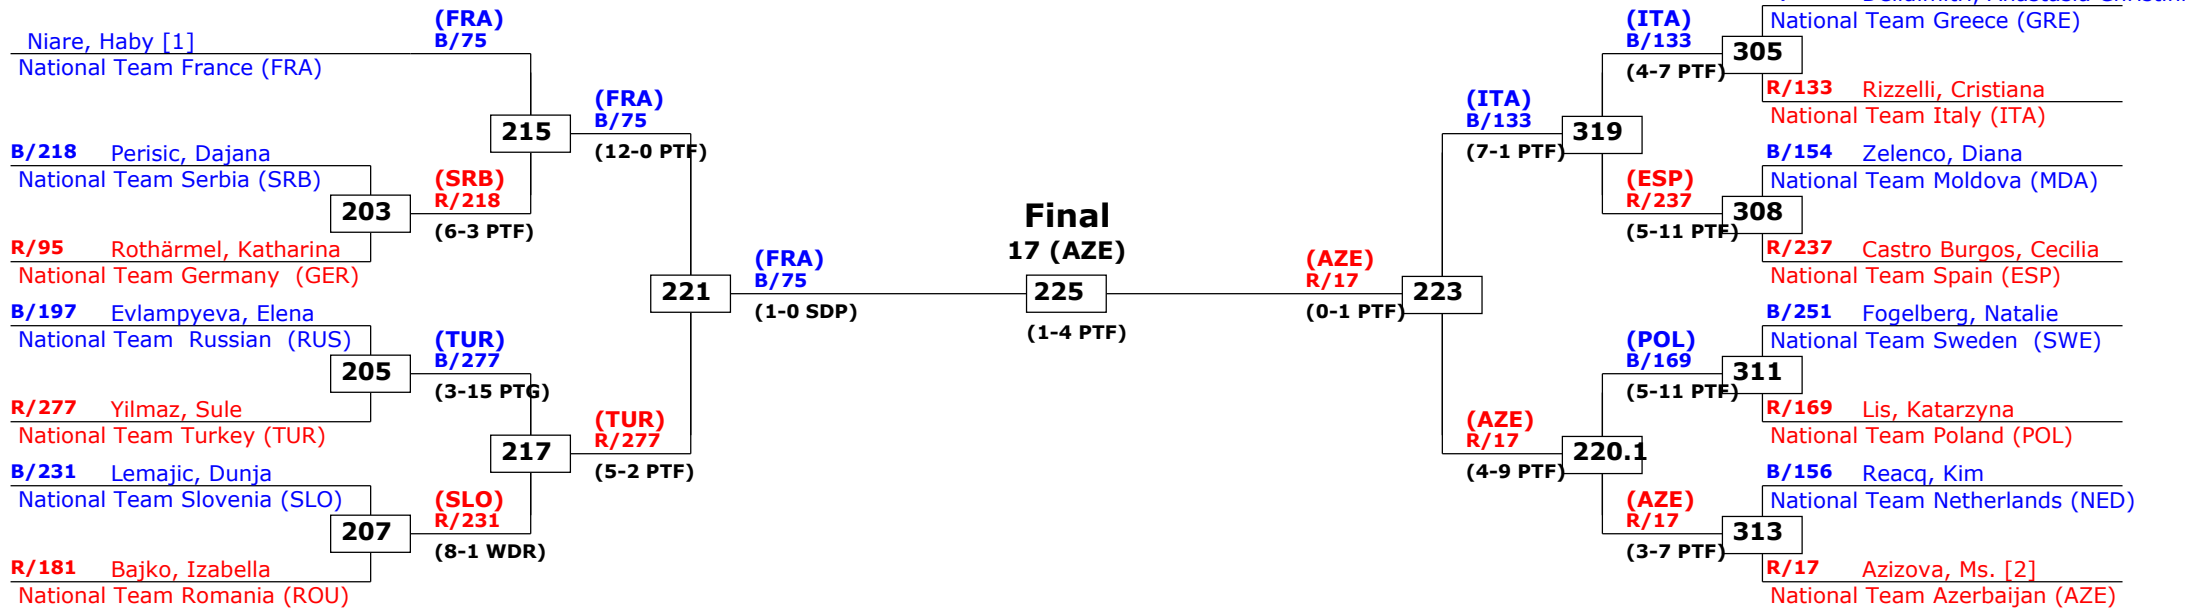 (FRA)
B/75
Niare, Haby [1]
National Team France (FRA)
(FRA)
B/75
215
(12-0 PTF)
B/218 Perisic, Dajana
National Team Serbia (SRB)
(SRB)
R/218
203
(6-3 PTF)
R/95 Rothärmel, Katharina
National Team Germany (GER)
(FRA)
B/75
221
(1-0 SDP)
B/197 Evlampyeva, Elena
National Team Russian (RUS)
(TUR)
B/277
205
(3-15 PTG)
R/277 Yilmaz, Sule
National Team Turkey (TUR)
(TUR)
R/277
217
(5-2 PTF)
B/231 Lemajic, Dunja
National Team Slovenia (SLO)
(SLO)
R/231
207
(8-1 WDR)
R/181 Bajko, Izabella
National Team Romania (ROU)
Final
17 (AZE)
225
(1-4 PTF)
(AZE)
R/17
223
(0-1 PTF)
(ITA)
B/133
319
(7-1 PTF)
(AZE)
R/17
220.1
(4-9 PTF)
(ITA)
B/133
305
(4-7 PTF)
National Team Greece (GRE)
R/133 Rizzelli, Cristiana
National Team Italy (ITA)
B/154 Zelenco, Diana
National Team Moldova (MDA)
(ESP)
R/237
308
(5-11 PTF)
R/237 Castro Burgos, Cecilia
National Team Spain (ESP)
B/251 Fogelberg, Natalie
National Team Sweden (SWE)
(POL)
B/169
311
(5-11 PTF)
R/169 Lis, Katarzyna
National Team Poland (POL)
B/156 Reacq, Kim
National Team Netherlands (NED)
(AZE)
R/17
313
(3-7 PTF)
R/17 Azizova, Ms. [2]
National Team Azerbaijan (AZE)